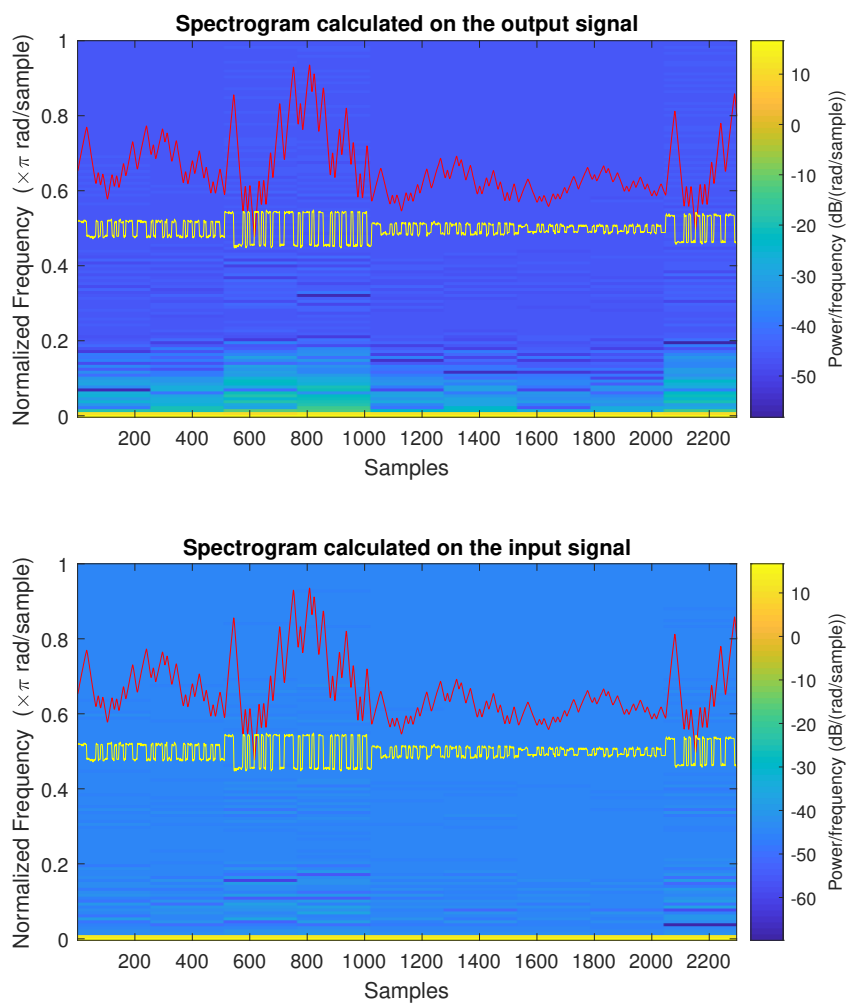 Spectrogram calculated on the output signal
1
0.8
0.6
0.4
0.2
0
Normalized Frequency (×π rad/sample)
200 400 600 800 1000 1200 1400 1600 1800 2000 2200
Samples
10
0
-10
-20
-30
-40
-50
Power/frequency (dB/(rad/sample))
Spectrogram calculated on the input signal
1
0.8
0.6
0.4
0.2
0
Normalized Frequency (×π rad/sample)
200 400 600 800 1000 1200 1400 1600 1800 2000 2200
Samples
10
0
-10
-20
-30
-40
-50
-60
Power/frequency (dB/(rad/sample))